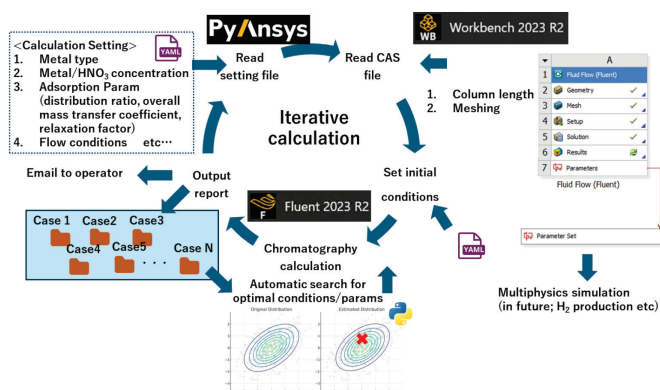 PyAnsys
WB
Workbench 2023 R2
<Calculation Setting>
YAML
1. Metal type
2. Metal/HNO₃ concentration
3. Adsorption Param
(distribution ratio, overall
mass transfer coefficient,
relaxation factor)
4. Flow conditions etc…
Read
setting file
Read CAS
file
1. Column length
2. Meshing
A
1 Fluid Flow (Fluent)
2 Geometry
3 Mesh
4 Setup
5 Solution
6 Results
7 Parameters
Fluid Flow (Fluent)
Parameter Set
Iterative
calculation
Email to operator
Output
report
F
Fluent 2023 R2
Set initial
conditions
YAML
Case 1 Case2 Case3
Case4 Case5 ・・・ Case N
Chromatography
calculation
Automatic search for
optimal conditions/params
Original Distribution
Estimated Distribution
Multiphysics simulation
(in future; H₂ production etc)